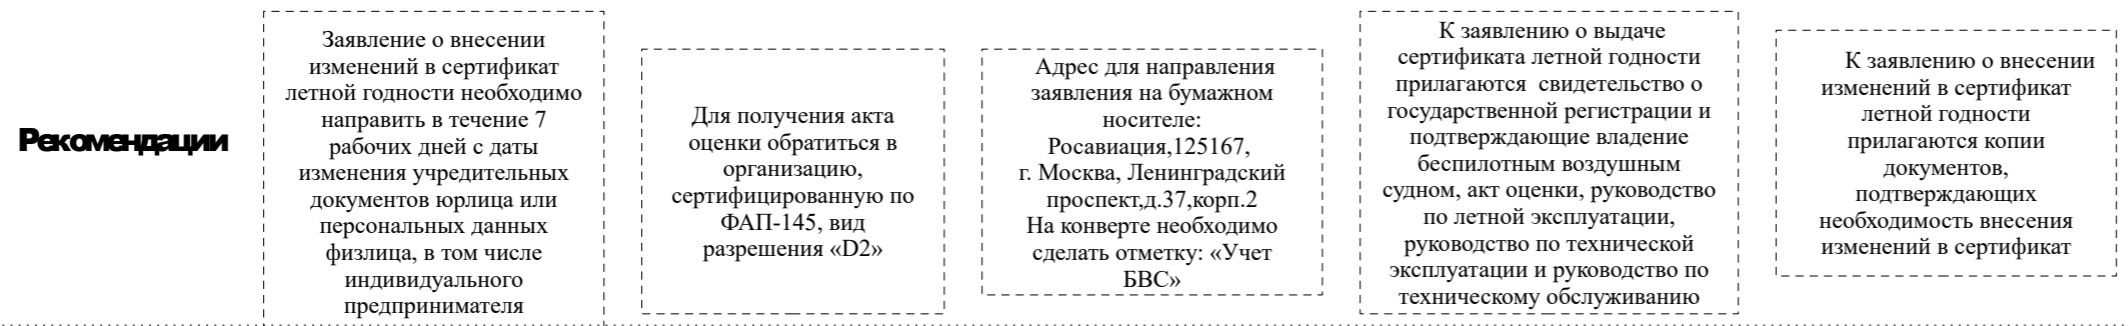 Рекомендации
Заявление о внесении
изменений в сертификат
летной годности необходимо
направить в течение 7
рабочих дней с даты
изменения учредительных
документов юрлица или
персональных данных
физлица, в том числе
индивидуального
предпринимателя
Для получения акта
оценки обратиться в
организацию,
сертифицированную по
ФАП-145, вид
разрешения «D2»
Адрес для направления
заявления на бумажном
носителе:
Росавиация,125167,
г. Москва, Ленинградский
проспект,д.37,корп.2
На конверте необходимо
сделать отметку: «Учет
БВС»
К заявлению о выдаче
сертификата летной годности
прилагаются свидетельство о
государственной регистрации и
подтверждающие владение
беспилотным воздушным
судном, акт оценки, руководство
по летной эксплуатации,
руководство по технической
эксплуатации и руководство по
техническому обслуживанию
К заявлению о внесении
изменений в сертификат
летной годности
прилагаются копии
документов,
подтверждающих
необходимость внесения
изменений в сертификат